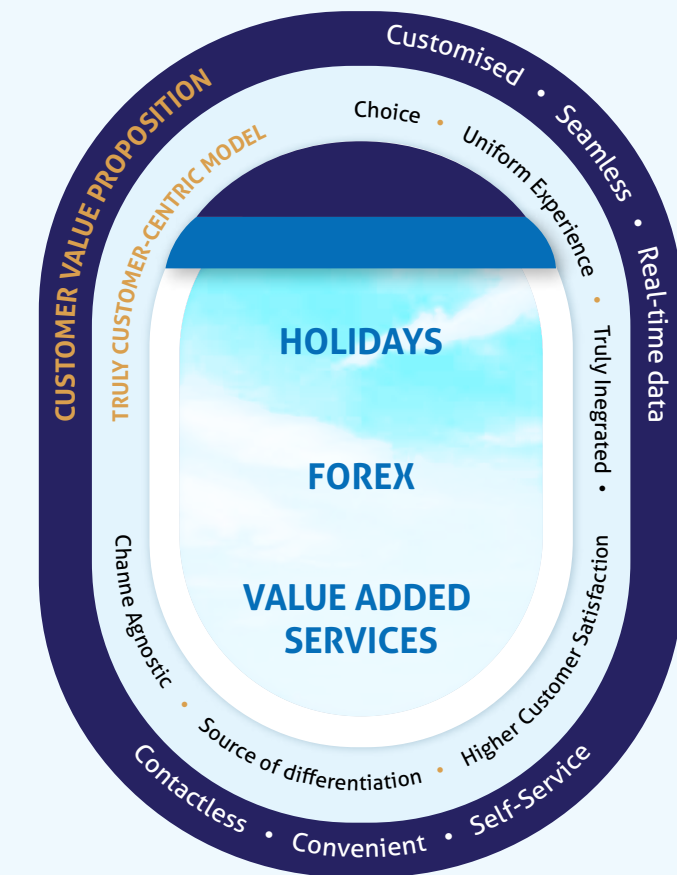 CUSTOMER VALUE PROPOSITION
Customised • Seamless • Real-time data
Contactless • Convenient • Self-Service
TRULY CUSTOMER-CENTRIC MODEL
Choice • Uniform Experience • Truly Inegrated •
Channe Agnostic • Source of differentiation • Higher Customer Satisfaction
HOLIDAYS
FOREX
VALUE ADDED
SERVICES